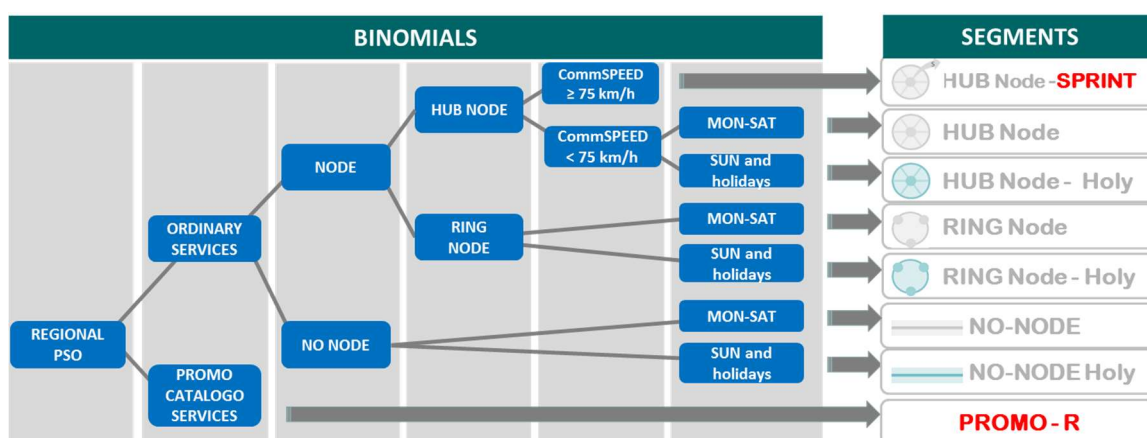 BINOMIALS
SEGMENTS
REGIONAL
PSO
ORDINARY
SERVICES
PROMO
CATALOGO
SERVICES
NODE
NO NODE
HUB NODE
RING
NODE
CommSPEED
≥ 75 km/h
CommSPEED
< 75 km/h
MON-SAT
SUN and
holidays
MON-SAT
SUN and
holidays
MON-SAT
SUN and
holidays
HUB Node-SPRINT
HUB Node
HUB Node - Holy
RING Node
RING Node - Holy
NO-NODE
NO-NODE Holy
PROMO - R